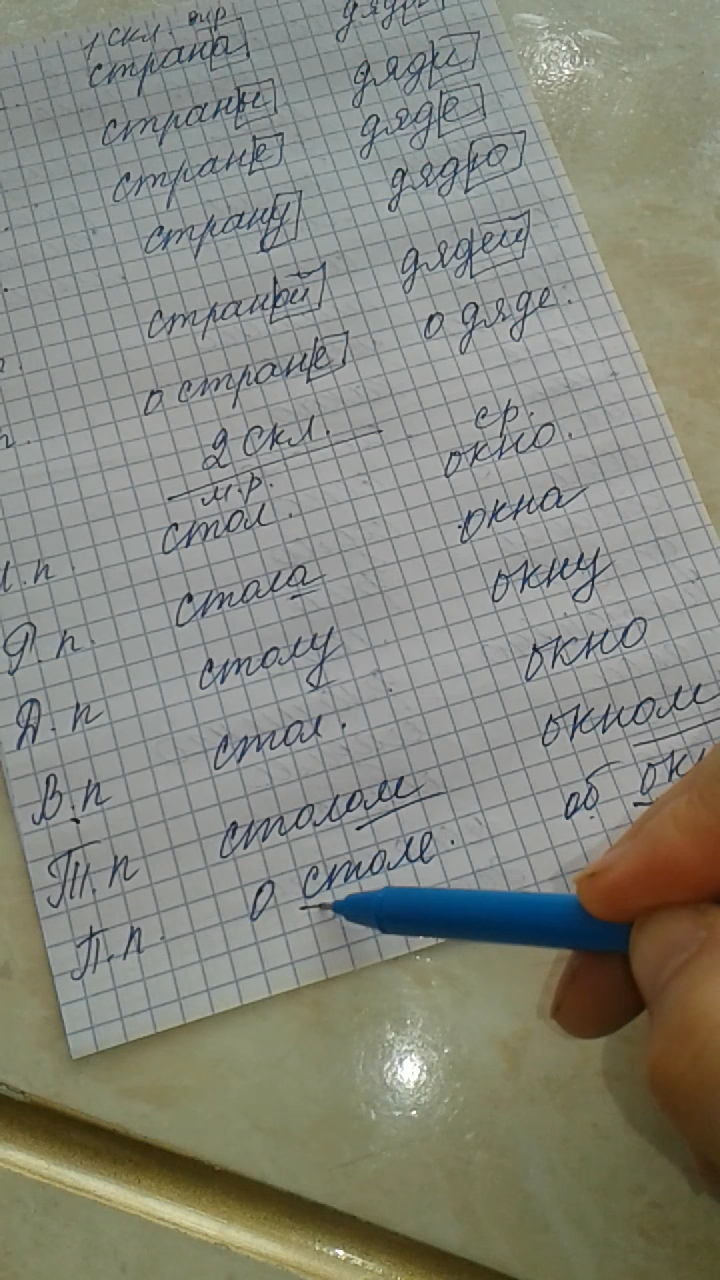 1 скл. жр
страна дядя
страны дяди
стране дяде
страну дядю
страной дядей
о стране о дяде.
2 скл.
м.р. ср.
стол. окно.
Р.п. стола окна
Д.п столу окну
В.п стол. окно
Т.п столом окном
П.п. о столе. об